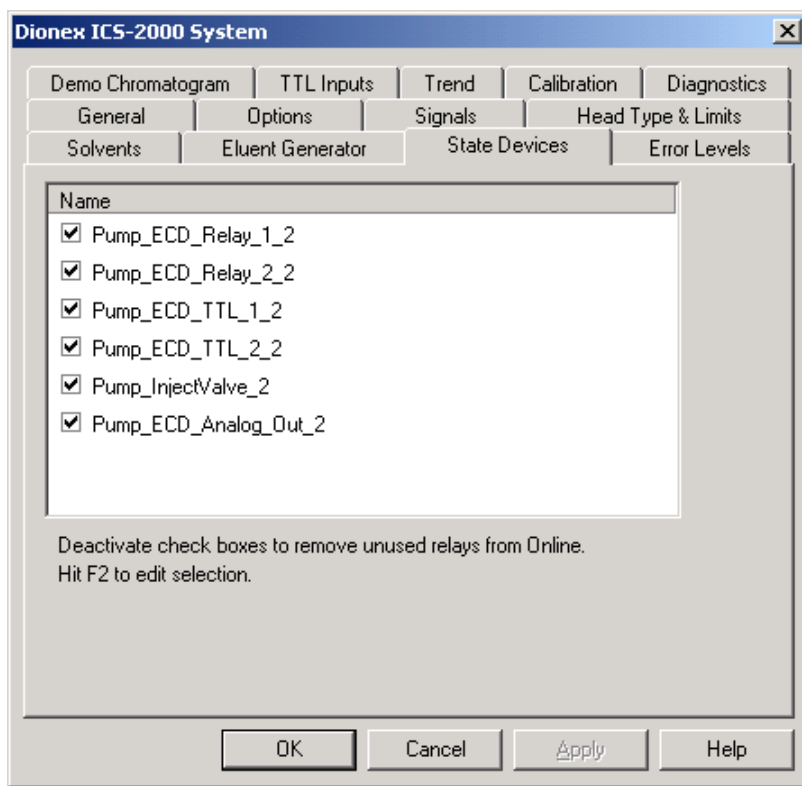 Dionex ICS-2000 System
Demo Chromatogram TTL Inputs Trend Calibration Diagnostics
General Options Signals Head Type & Limits
Solvents Eluent Generator State Devices Error Levels
Name
Pump_ECD_Relay_1_2
Pump_ECD_Relay_2_2
Pump_ECD_TTL_1_2
Pump_ECD_TTL_2_2
Pump_InjectValve_2
Pump_ECD_Analog_Out_2
Deactivate check boxes to remove unused relays from Online.
Hit F2 to edit selection.
OK Cancel Apply Help